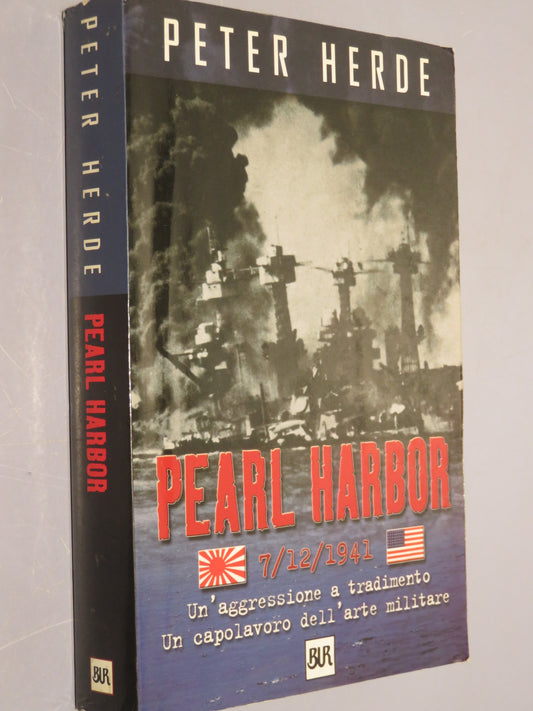 PETER HERDE
PEARL HARBOR
BUR
PETER HERDE
PEARL HARBOR
7/12/1941
Un'aggressione a tradimento
Un capolavoro dell'arte militare
BUR